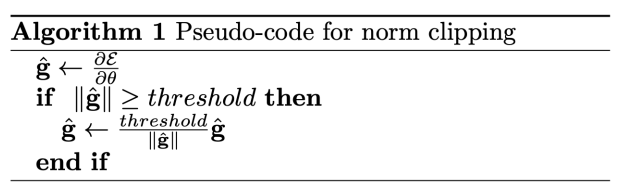 Algorithm 1 Pseudo-code for norm clipping
ĝ ← ∂ℰ/∂θ
if ‖ĝ‖ ≥ threshold then
ĝ ← threshold/‖ĝ‖ ĝ
end if